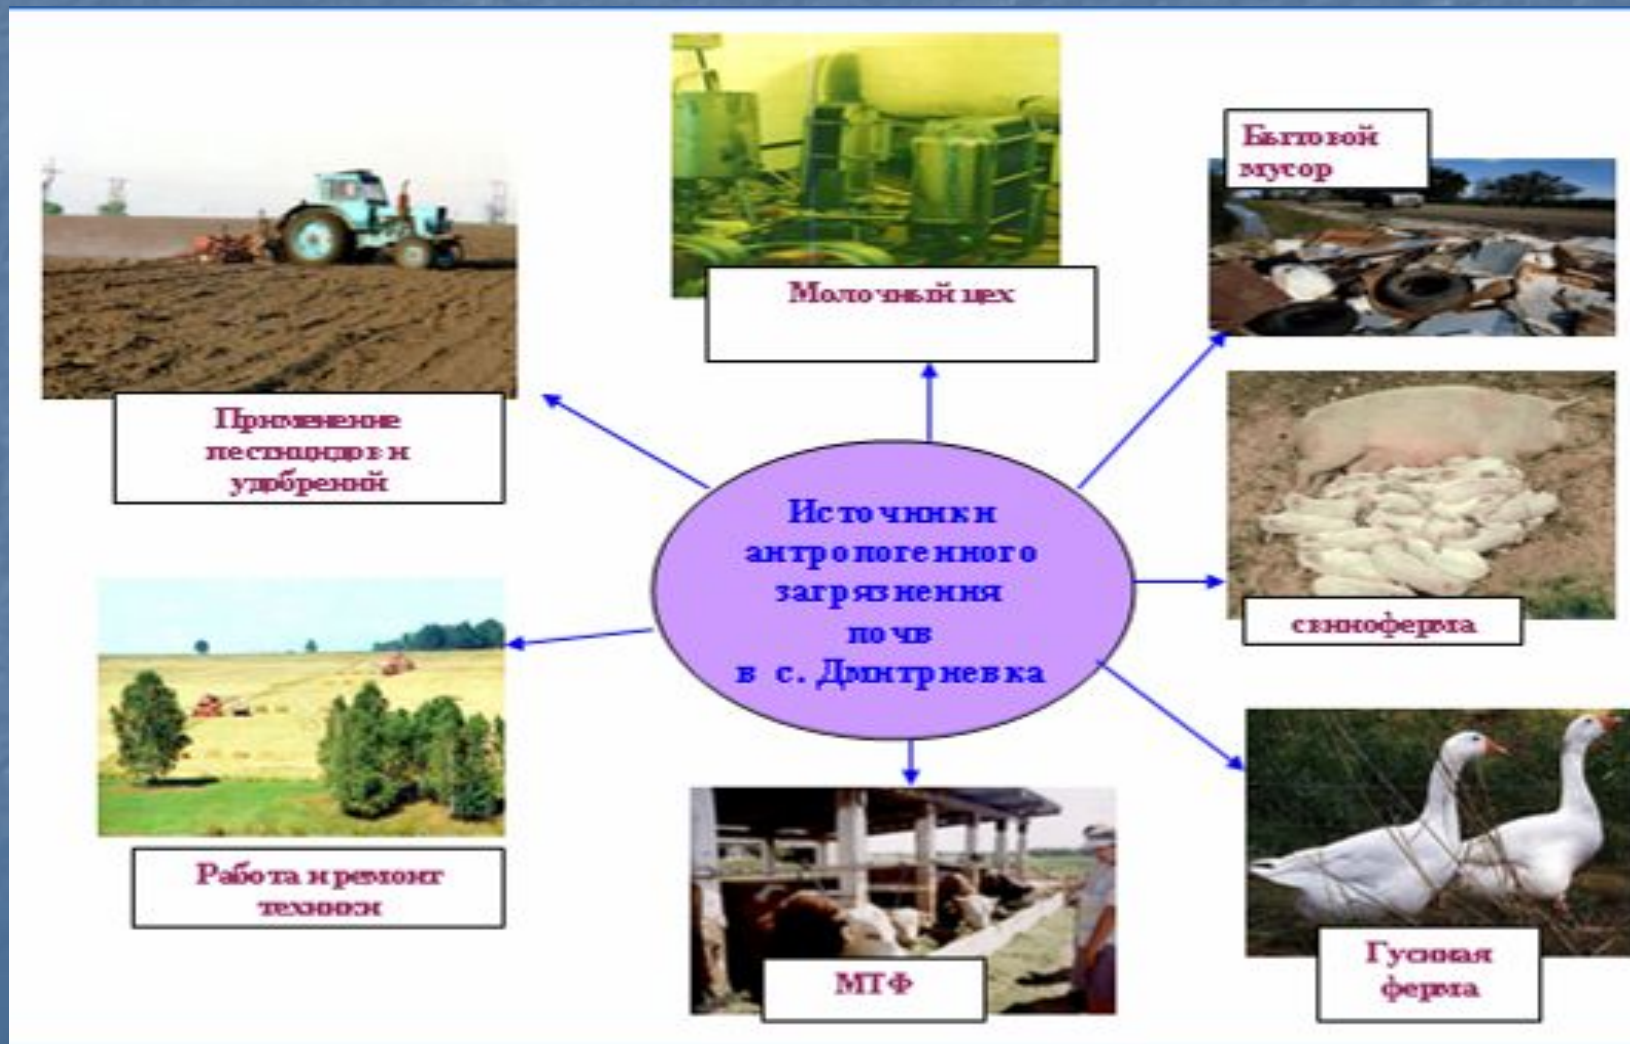 Молочный цех
Бытовой
мусор
Применение
пестицидов и
удобрений
Источники
антропогенного
загрязнения
почв
в с. Дмитриевка
свиноферма
Работа и ремонт
техники
МТФ
Гусиная
ферма